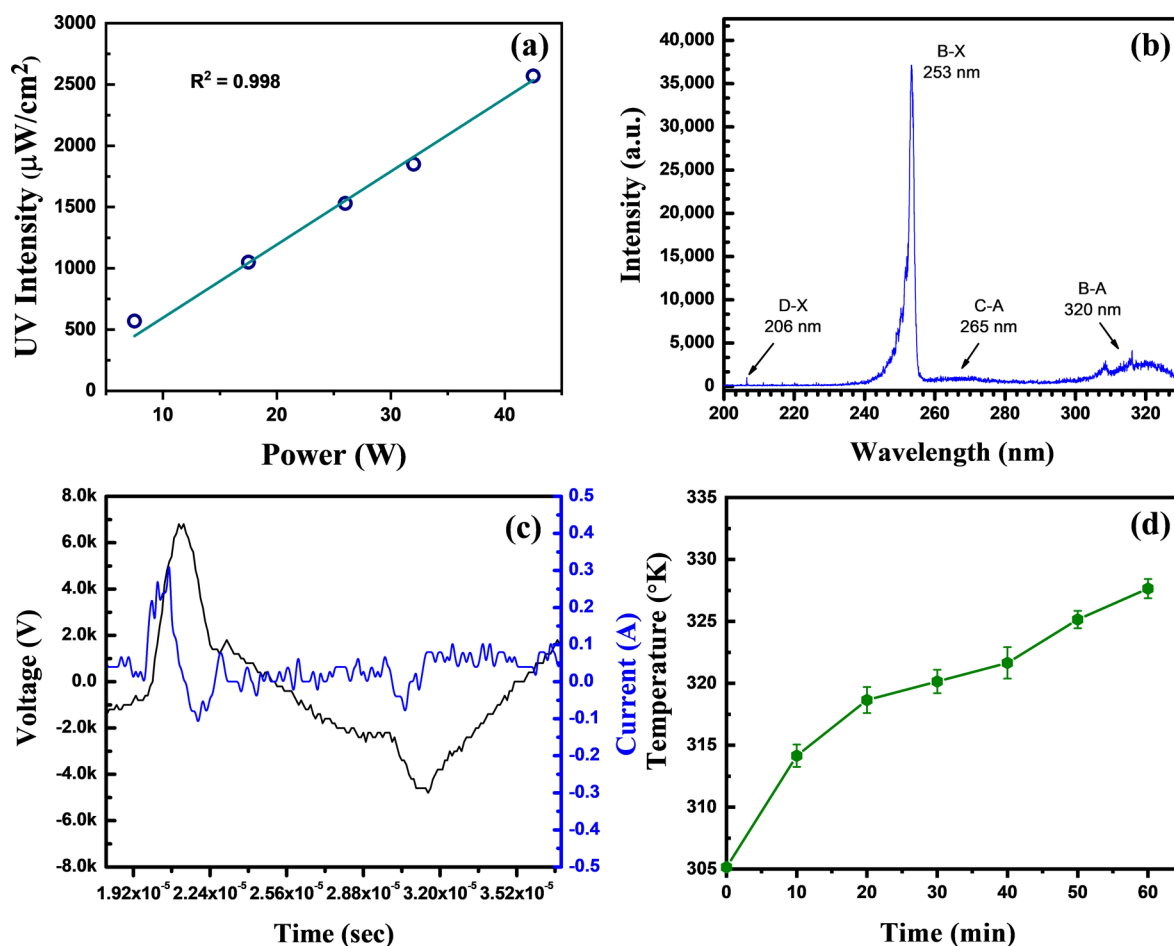 (a)
R² = 0.998
UV Intensity (μW/cm²)
3000
2500
2000
1500
1000
500
0
10 20 30 40
Power (W)
(b)
B-X
253 nm
D-X
206 nm
C-A
265 nm
B-A
320 nm
Intensity (a.u.)
40,000
35,000
30,000
25,000
20,000
15,000
10,000
5,000
0
200 220 240 260 280 300 320
Wavelength (nm)
(c)
Voltage (V)
8.0k
6.0k
4.0k
2.0k
0.0
-2.0k
-4.0k
-6.0k
-8.0k
0.5
0.4
0.3
0.2
0.1
0.0
-0.1
-0.2
-0.3
-0.4
-0.5
Current (A)
1.92x10⁻⁵ 2.24x10⁻⁵ 2.56x10⁻⁵ 2.88x10⁻⁵ 3.20x10⁻⁵ 3.52x10⁻⁵
Time (sec)
(d)
Temperature (°K)
335
330
325
320
315
310
305
0 10 20 30 40 50 60
Time (min)